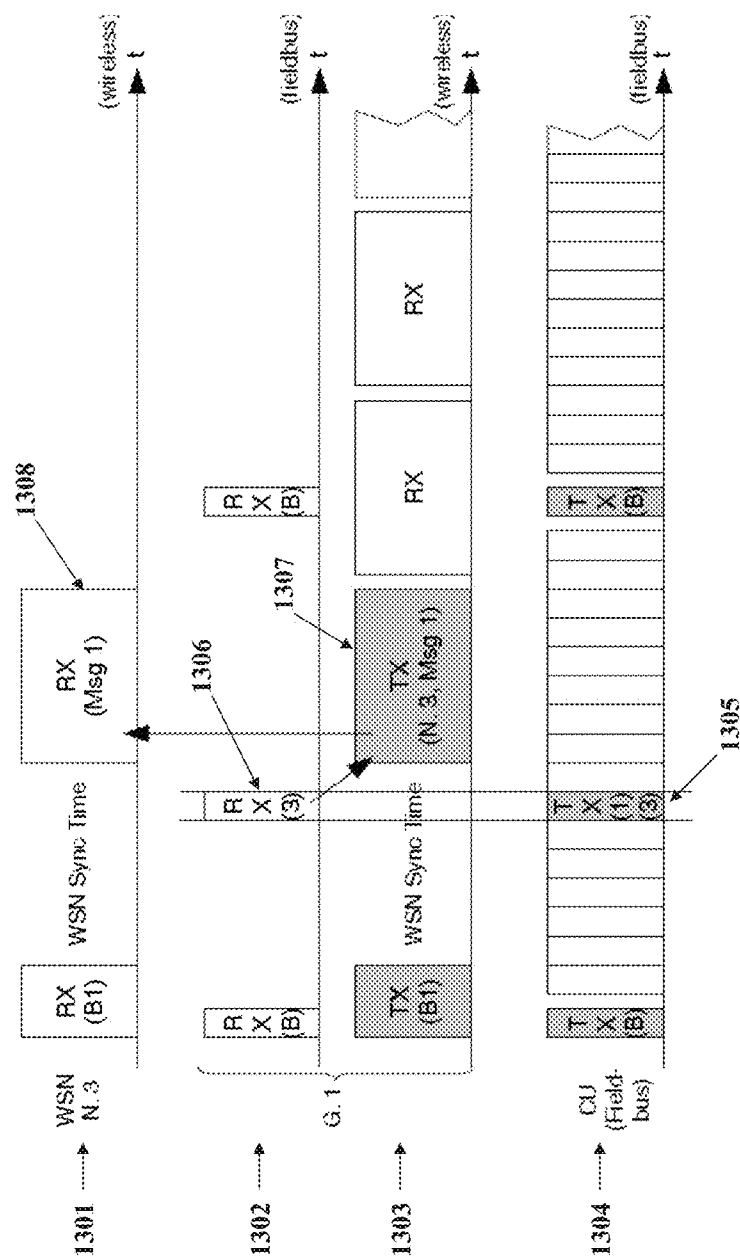 1301
WSN
N. 3
RX
(B1)
WSN Sync Time
RX
(Msg 1)
1308
(wireless)
t
1302
G. 1
R
X
(B)
R
X
(3)
1306
R
X
(B)
(fieldbus)
t
1303
TX
(B1)
WSN Sync Time
TX
(N. 3, Msg 1)
1307
RX
RX
(wireless)
t
1304
CU
(Field-
bus)
T
X
(B)
T
X
(1)
(3)
1305
T
X
(B)
(fieldbus)
t